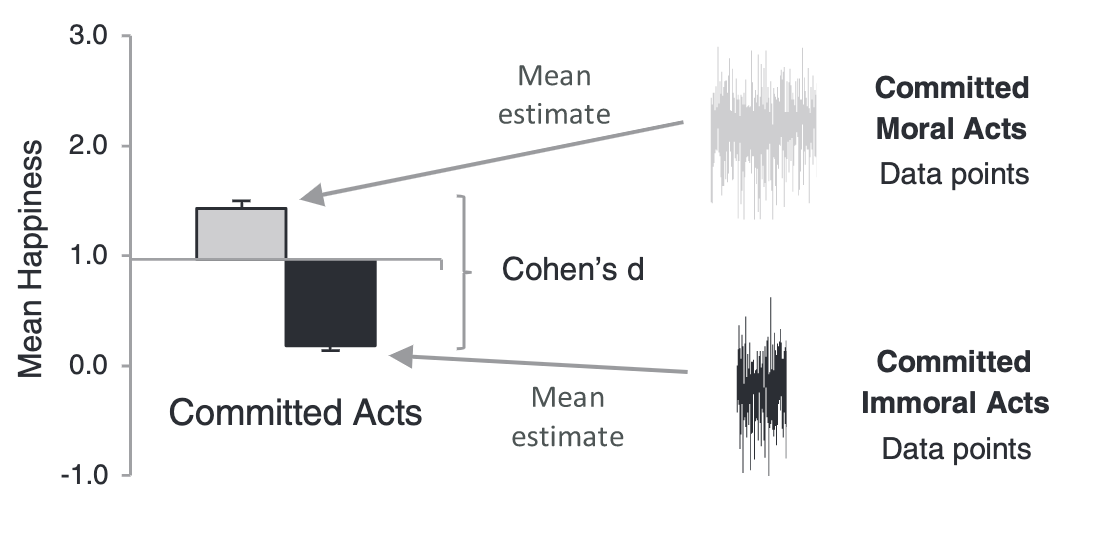 3.0
2.0
1.0
0.0
-1.0
Mean Happiness
Mean
estimate
Committed
Moral Acts
Data points
Cohen's d
Committed Acts
Mean
estimate
Committed
Immoral Acts
Data points